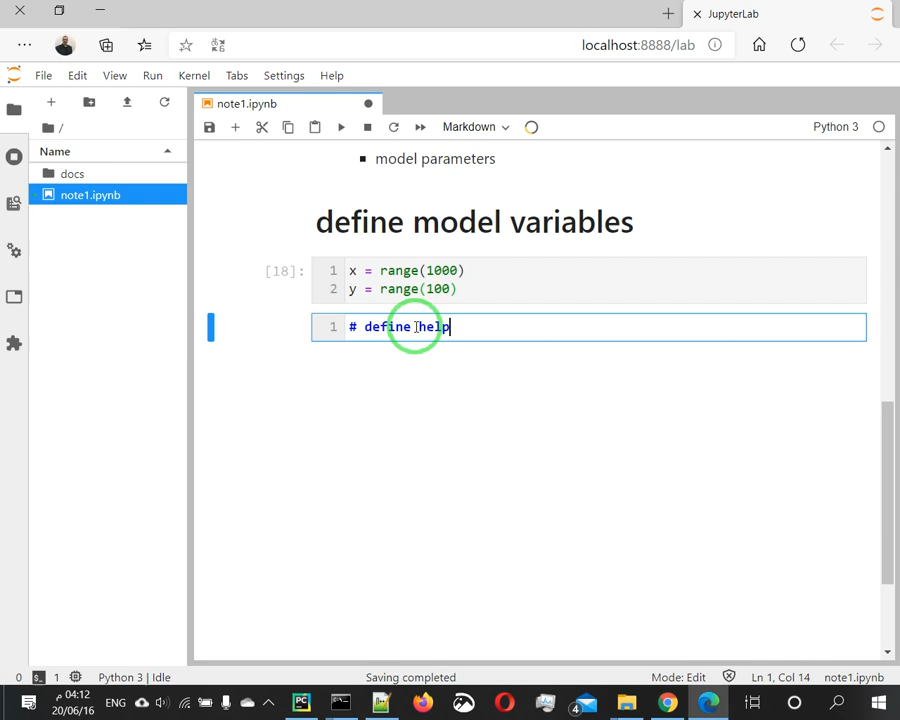 JupyterLab
localhost:8888/lab
File Edit View Run Kernel Tabs Settings Help
note1.ipynb
Markdown
Python 3
/
Name
docs
note1.ipynb
model parameters
define model variables
[18]:
1 x = range(1000)
2 y = range(100)
1 # define help
0 1 Python 3 | Idle
Saving completed
Mode: Edit
Ln 1, Col 14
note1.ipynb
04:12 م
20/06/16
ENG
PC
4